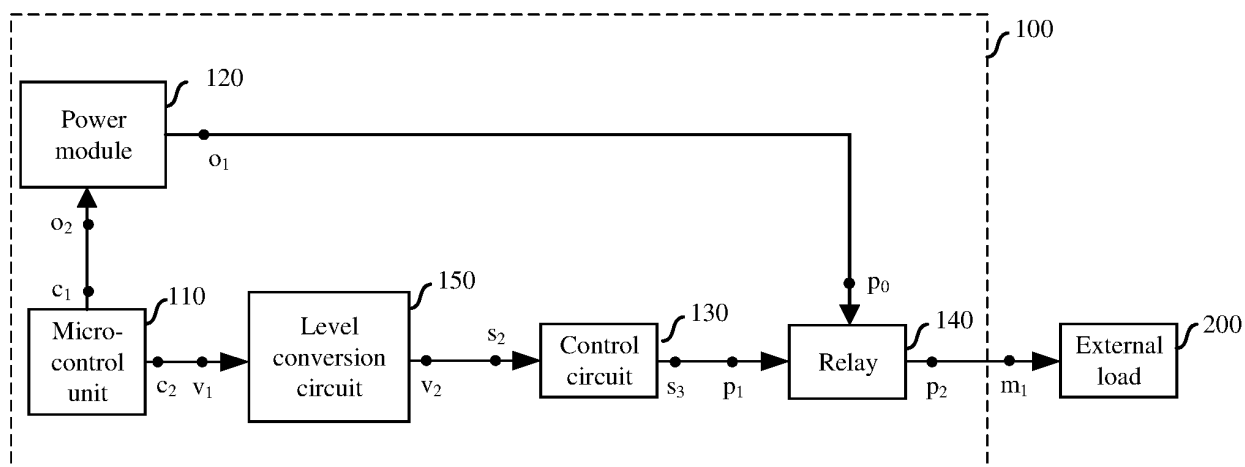 100
120
Power
module
o₁
o₂
c₁
110
150
p₀
Micro-
control
unit
c₂
v₁
Level
conversion
circuit
v₂
s₂
130
Control
circuit
s₃
p₁
140
Relay
p₂
m₁
200
External
load